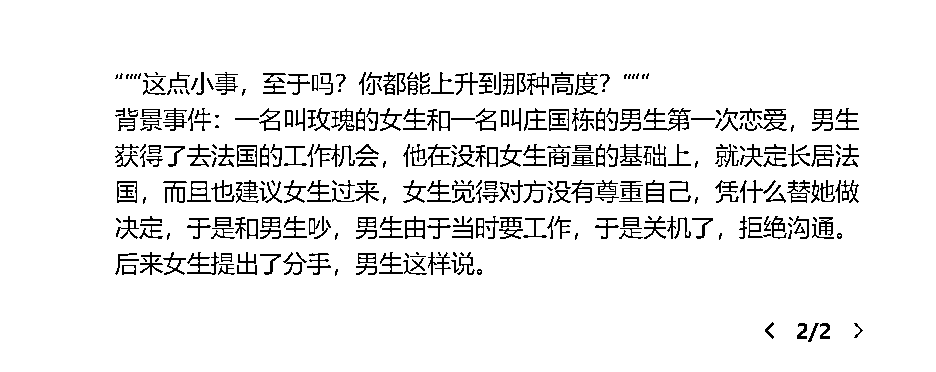 “”“”这点小事，至于吗？你都能上升到那种高度？“”“”
背景事件：一名叫玫瑰的女生和一名叫庄国栋的男生第一次恋爱，男生
获得了去法国的工作机会，他在没和女生商量的基础上，就决定长居法
国，而且也建议女生过来，女生觉得对方没有尊重自己，凭什么替她做
决定，于是和男生吵，男生由于当时要工作，于是关机了，拒绝沟通。
后来女生提出了分手，男生这样说。
< 2/2 >